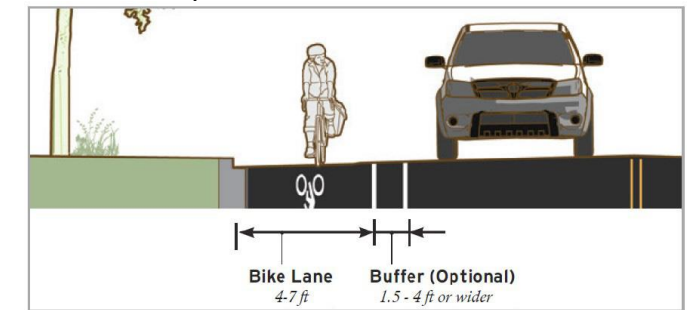 Bike Lane
4-7 ft
Buffer (Optional)
1.5 - 4 ft or wider